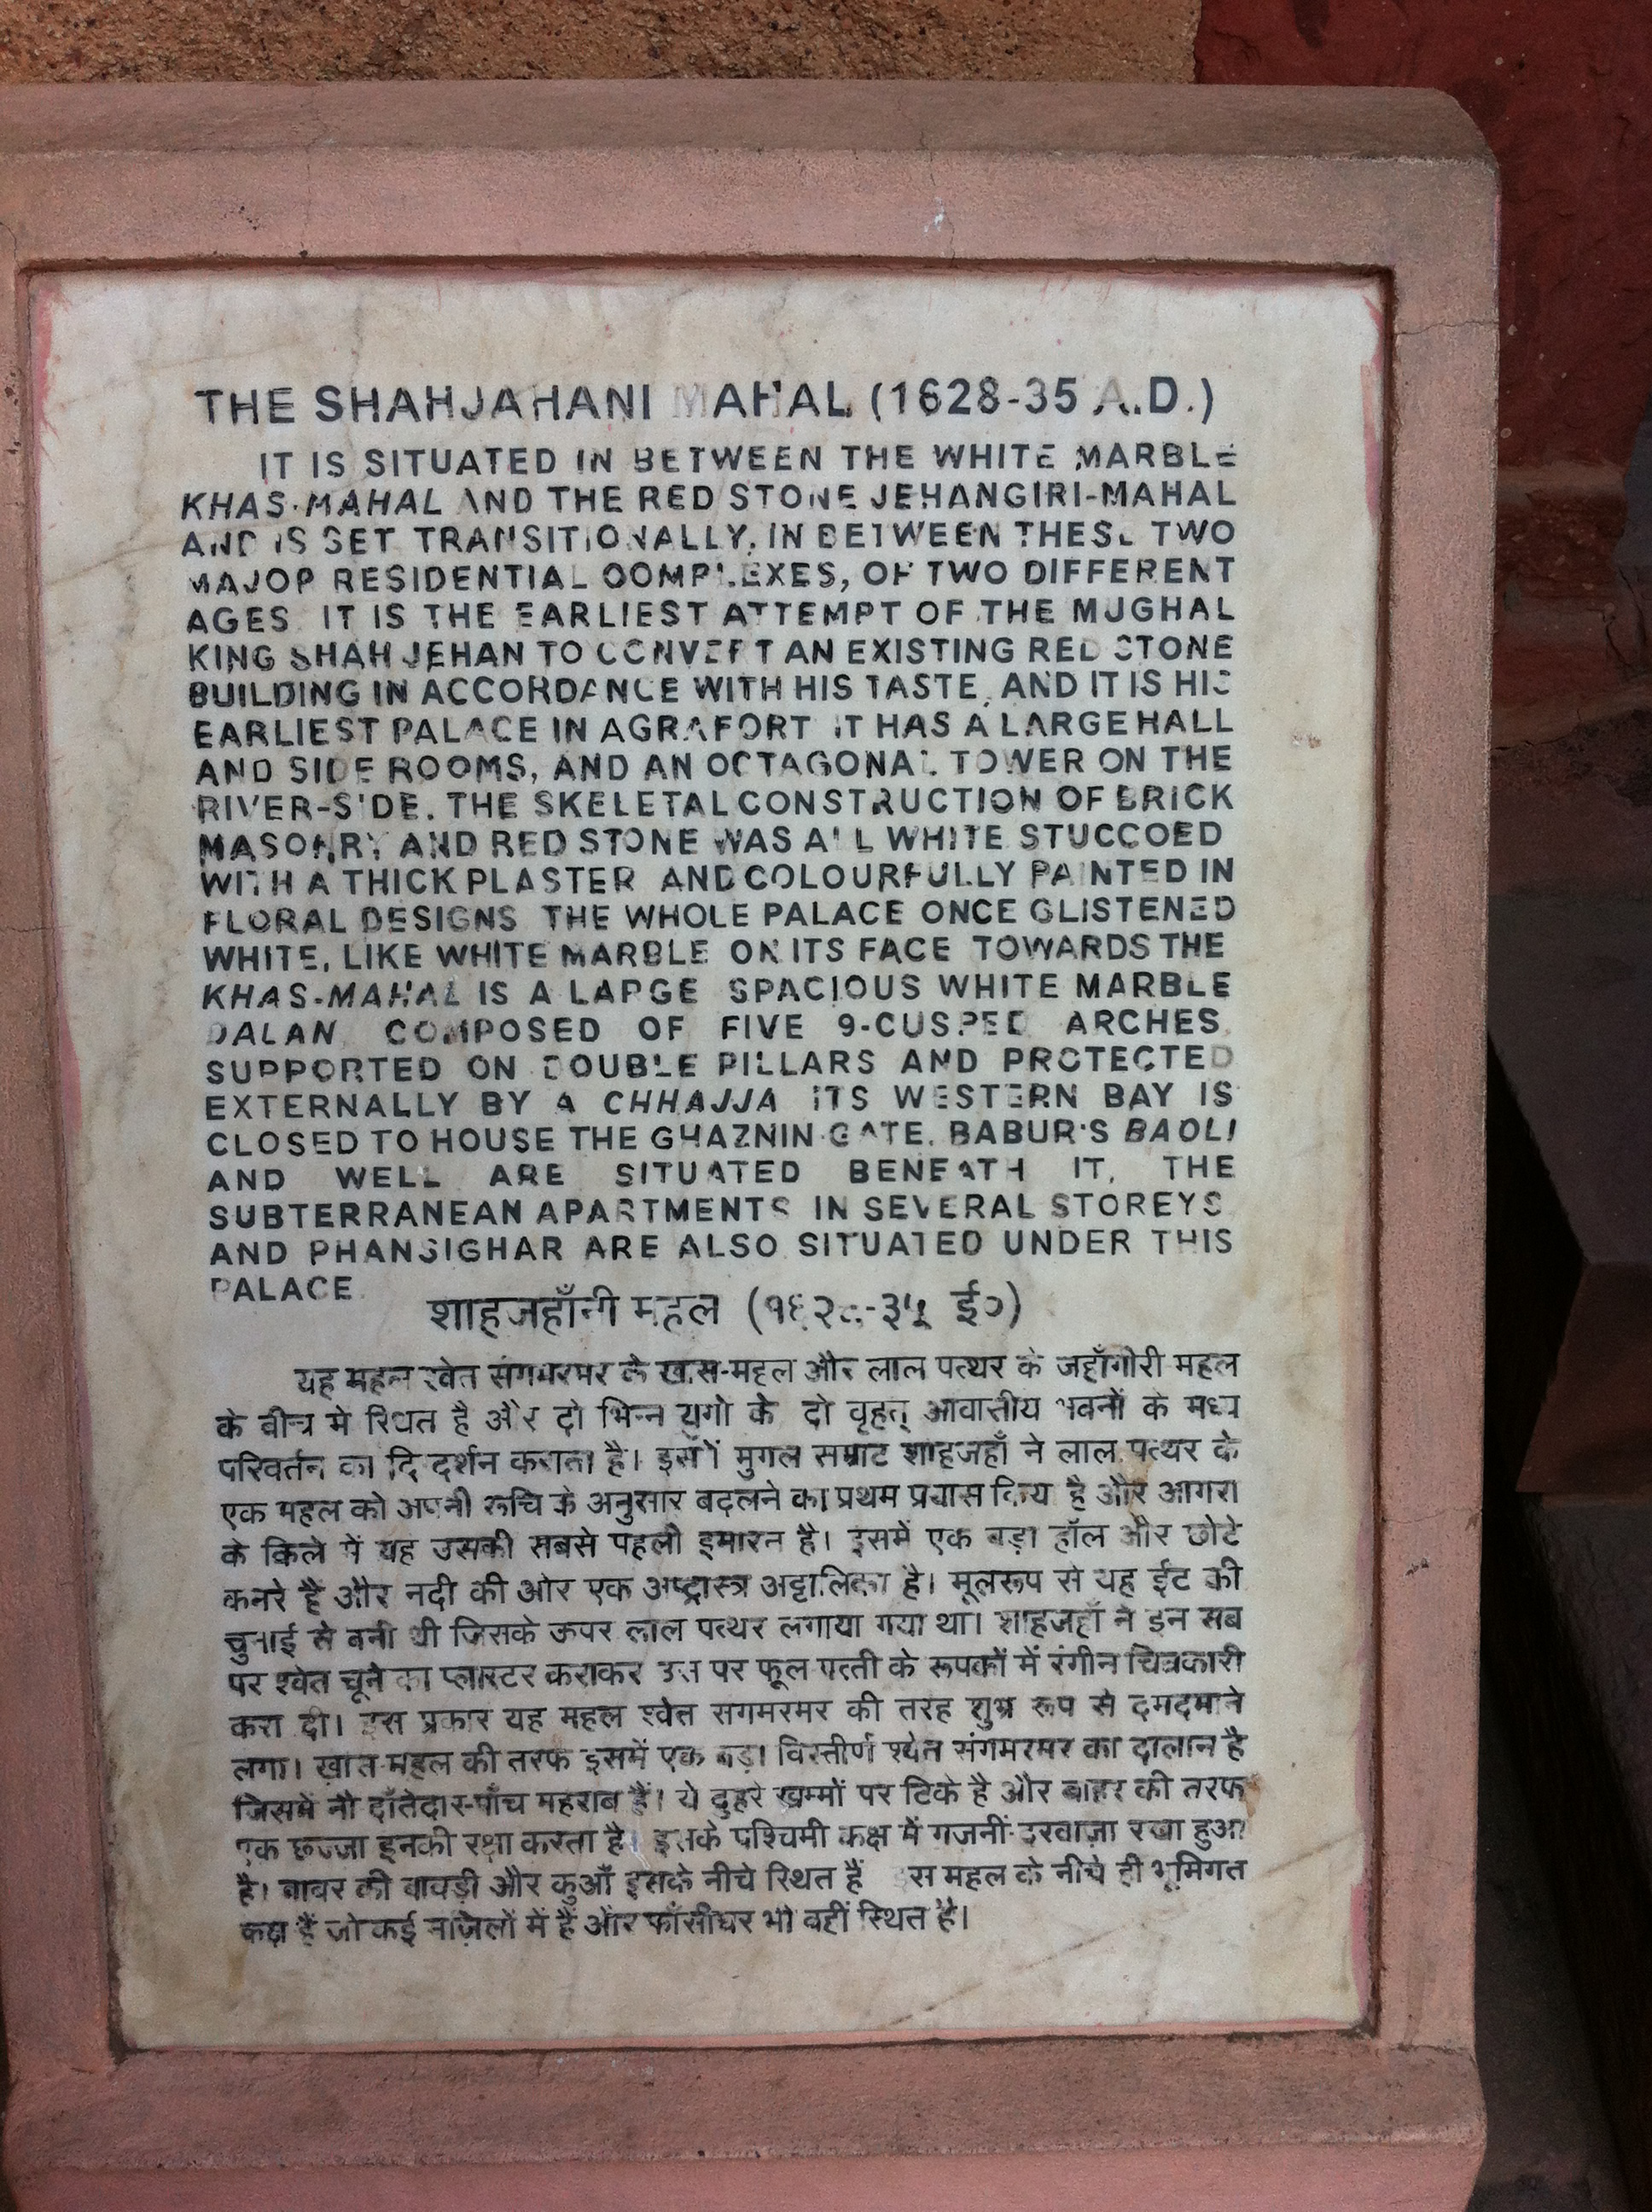 THE SHAHJAHANI MAHAL (1628-35 A.D.)
IT IS SITUATED IN BETWEEN THE WHITE MARBLE
KHAS-MAHAL AND THE RED STONE JEHANGIRI-MAHAL
AND IS SET TRANSITIONALLY, IN BETWEEN THESE TWO
MAJOR RESIDENTIAL COMPLEXES, OF TWO DIFFERENT
AGES. IT IS THE EARLIEST ATTEMPT OF THE MUGHAL
KING SHAH JEHAN TO CONVERT AN EXISTING RED STONE
BUILDING IN ACCORDANCE WITH HIS TASTE, AND IT IS HIS
EARLIEST PALACE IN AGRA FORT IT HAS A LARGE HALL
AND SIDE ROOMS, AND AN OCTAGONAL TOWER ON THE
RIVER-SIDE. THE SKELETAL CONSTRUCTION OF BRICK
MASONRY AND RED STONE WAS ALL WHITE STUCCOED
WITH A THICK PLASTER AND COLOURFULLY PAINTED IN
FLORAL DESIGNS THE WHOLE PALACE ONCE GLISTENED
WHITE, LIKE WHITE MARBLE ON ITS FACE TOWARDS THE
KHAS-MAHAL IS A LARGE SPACIOUS WHITE MARBLE
DALAN COMPOSED OF FIVE 9-CUSPED ARCHES
SUPPORTED ON DOUBLE PILLARS AND PROTECTED
EXTERNALLY BY A CHHAJJA ITS WESTERN BAY IS
CLOSED TO HOUSE THE GHAZNIN-GATE. BABUR'S BAOLI
AND WELL ARE SITUATED BENEATH IT, THE
SUBTERRANEAN APARTMENTS IN SEVERAL STOREYS
AND PHANSIGHAR ARE ALSO SITUATED UNDER THIS
PALACE
शाहजहाँनी महल (१६२८-३५ ई०)
यह महल श्वेत संगमरमर के खास-महल और लाल पत्थर के जहाँगीरी महल
के बीच में स्थित है और दो भिन्न युगों के दो वृहत् आवासीय भवनों के मध्य
परिवर्तन का दिग्दर्शन कराता है। इसमें मुगल सम्राट शाहजहाँ ने लाल पत्थर के
एक महल को अपनी रूचि के अनुसार बदलने का प्रथम प्रयास किया है और आगरा
के किले में यह उसकी सबसे पहली इमारत है। इसमें एक बड़ा हॉल और छोटे
कमरे हैं और नदी की ओर एक अष्ट्रास्त्र अट्टालिका है। मूलरूप से यह ईट की
चुनाई से बनी थी जिसके ऊपर लाल पत्थर लगाया गया था। शाहजहाँ ने इन सब
पर श्वेत चूने का प्लास्टर कराकर उस पर फूल पत्ती के रूपकों में रंगीन चित्रकारी
करा दी। इस प्रकार यह महल श्वेत संगमरमर की तरह शुभ्र रूप से दमदमाने
लगा। खास-महल की तरफ इसमें एक बड़ा विस्तीर्ण श्वेत संगमरमर का दालान है
जिसमें नौ दाँतेदार-पाँच महराब हैं। ये दुहरे खम्मों पर टिके है और बाहर की तरफ
एक छज्जा इनकी रक्षा करता है। इसके पश्चिमी कक्ष में गजनीं-दरवाज़ा रखा हुआ
है। बाबर की बावड़ी और कुआँ इसके नीचे स्थित हैं इस महल के नीचे ही भूमिगत
कक्ष हैं जो कई मंज़िलों में हैं और फाँसीघर भी वहीं स्थित है।